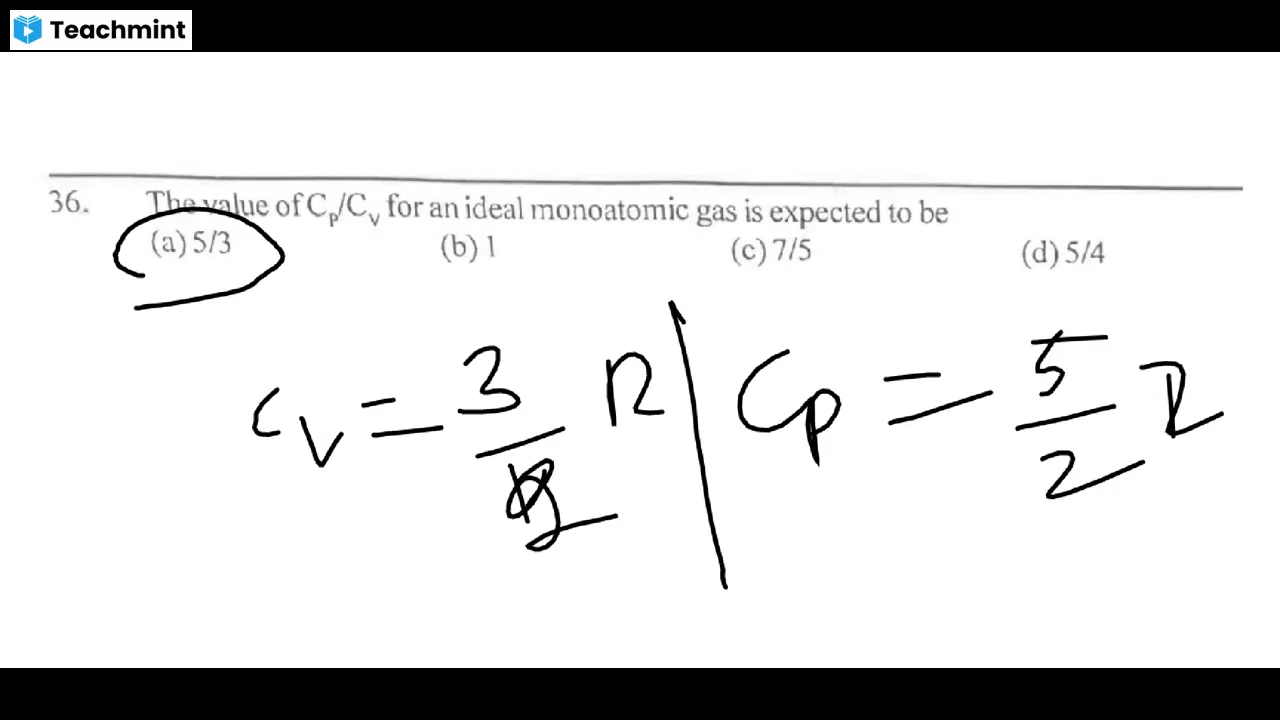 Teachmint
36. The value of Cp/Cv for an ideal monoatomic gas is expected to be
(a) 5/3 (b) 1 (c) 7/5 (d) 5/4
Cv = 3/2 R | Cp = 5/2 R